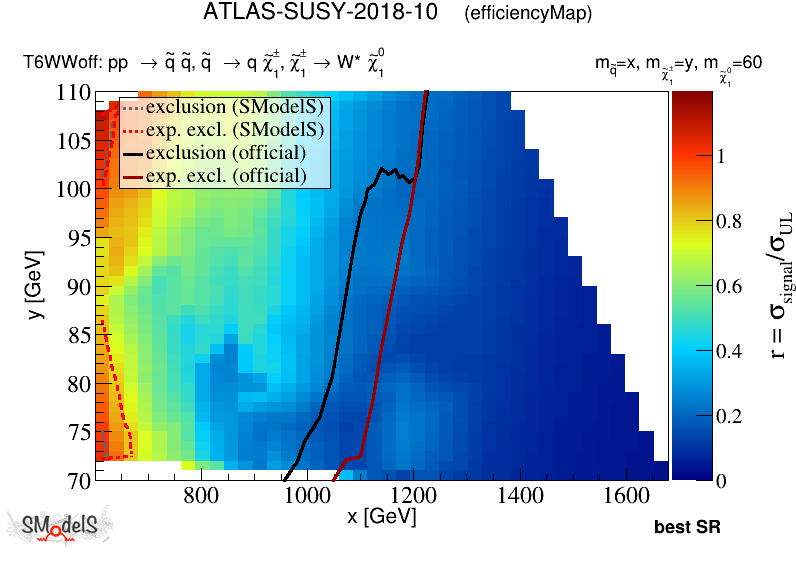 ATLAS-SUSY-2018-10 (efficiencyMap)
T6WWoff: pp → q̃ q̃, q̃ → q χ̃₁±, χ̃₁± → W* χ̃₁⁰
m_q̃=x, m_χ̃₁±=y, m_χ̃₁⁰=60
exclusion (SModelS)
exp. excl. (SModelS)
exclusion (official)
exp. excl. (official)
110
105
100
95
90
85
80
75
70
y [GeV]
800 1000 1200 1400 1600
x [GeV]
1
0.8
0.6
0.4
0.2
0
r = σ_signal/σ_UL
SModelS
best SR